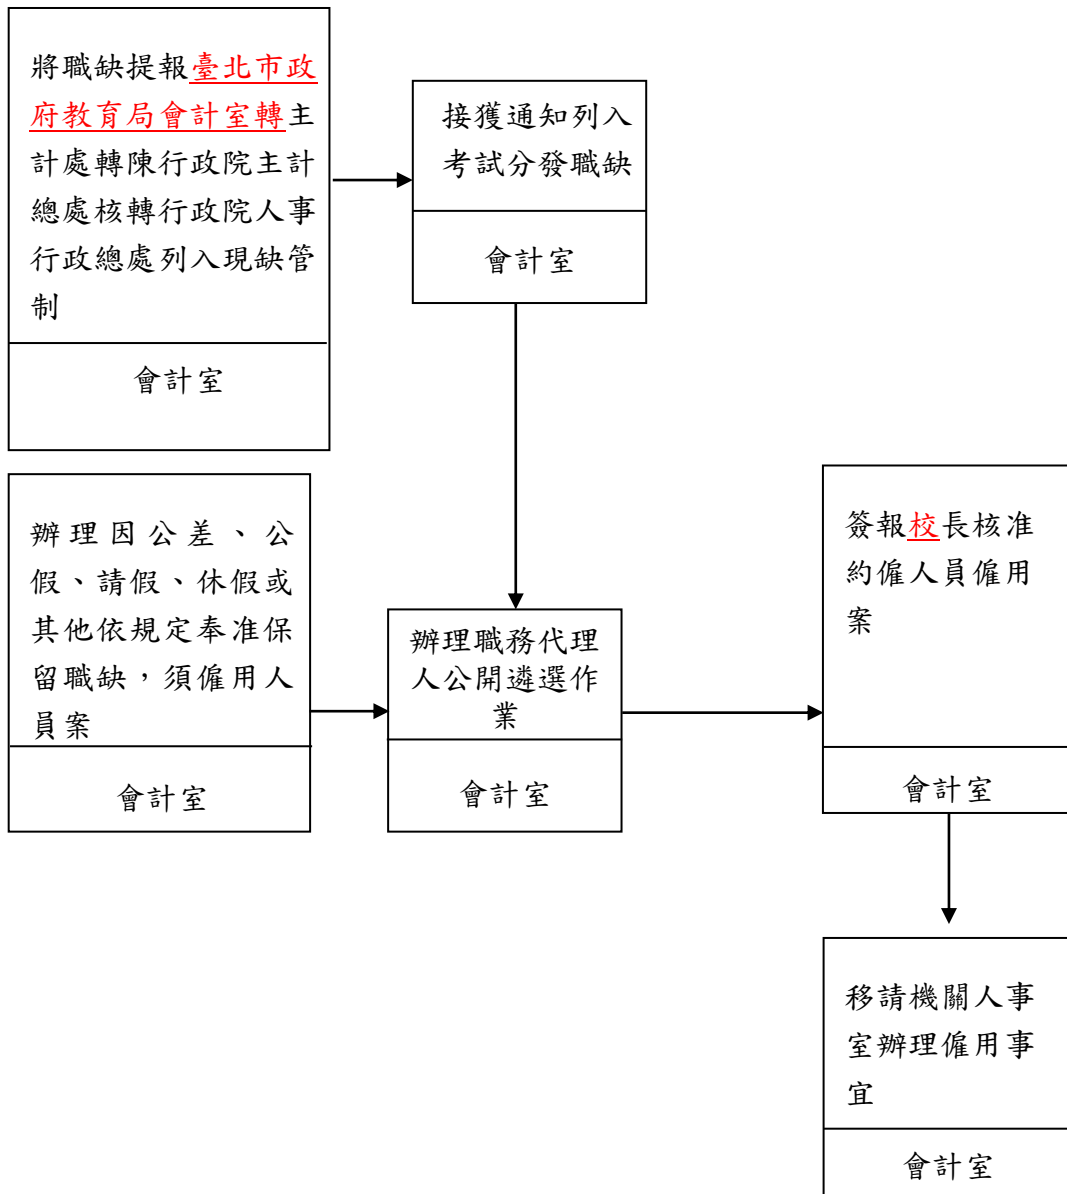 將職缺提報臺北市政
府教育局會計室轉主
計處轉陳行政院主計
總處核轉行政院人事
行政總處列入現缺管
制
會計室
接獲通知列入
考試分發職缺
會計室
辦理因公差、公
假、請假、休假或
其他依規定奉准保
留職缺，須僱用人
員案
會計室
辦理職務代理
人公開遴選作
業
會計室
簽報校長核准
約僱人員僱用
案
會計室
移請機關人事
室辦理僱用事
宜
會計室